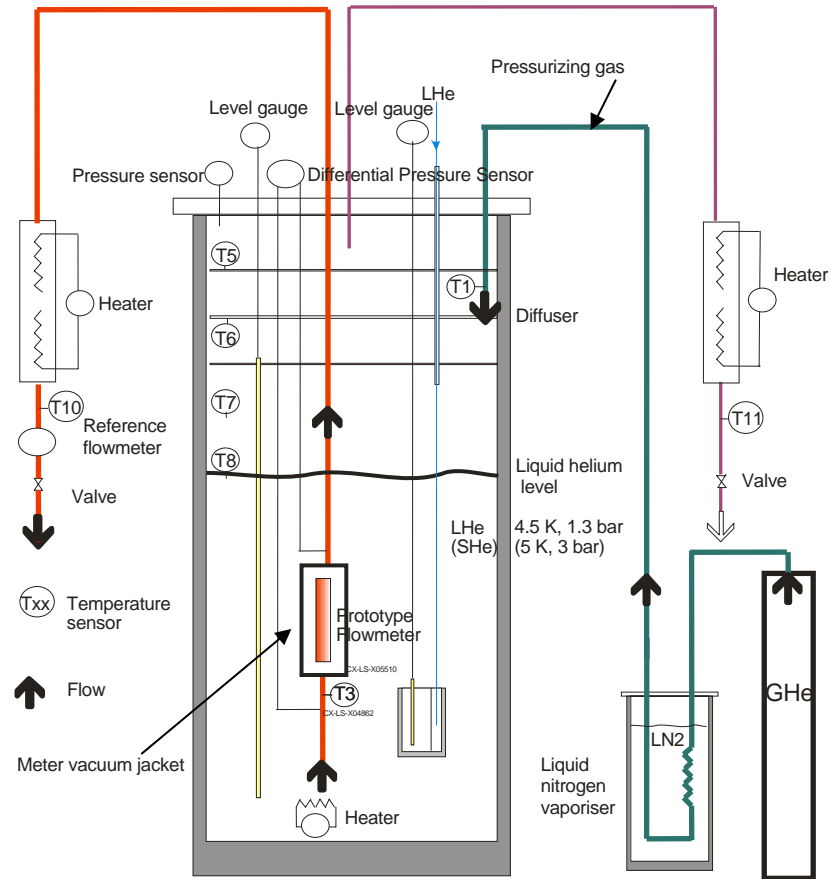 Pressurizing gas
LHe
Level gauge
Level gauge
Pressure sensor
Differential Pressure Sensor
T5
T1
Heater
Heater
Diffuser
T6
T7
T10
T11
Reference
flowmeter
T8
Liquid helium
level
Valve
Valve
LHe 4.5 K, 1.3 bar
(SHe) (5 K, 3 bar)
Txx
Temperature
sensor
Prototype
Flowmeter
CX-LS-X05510
Flow
T3
CX-LS-X04862
GHe
LN2
Meter vacuum jacket
Liquid
nitrogen
vaporiser
Heater